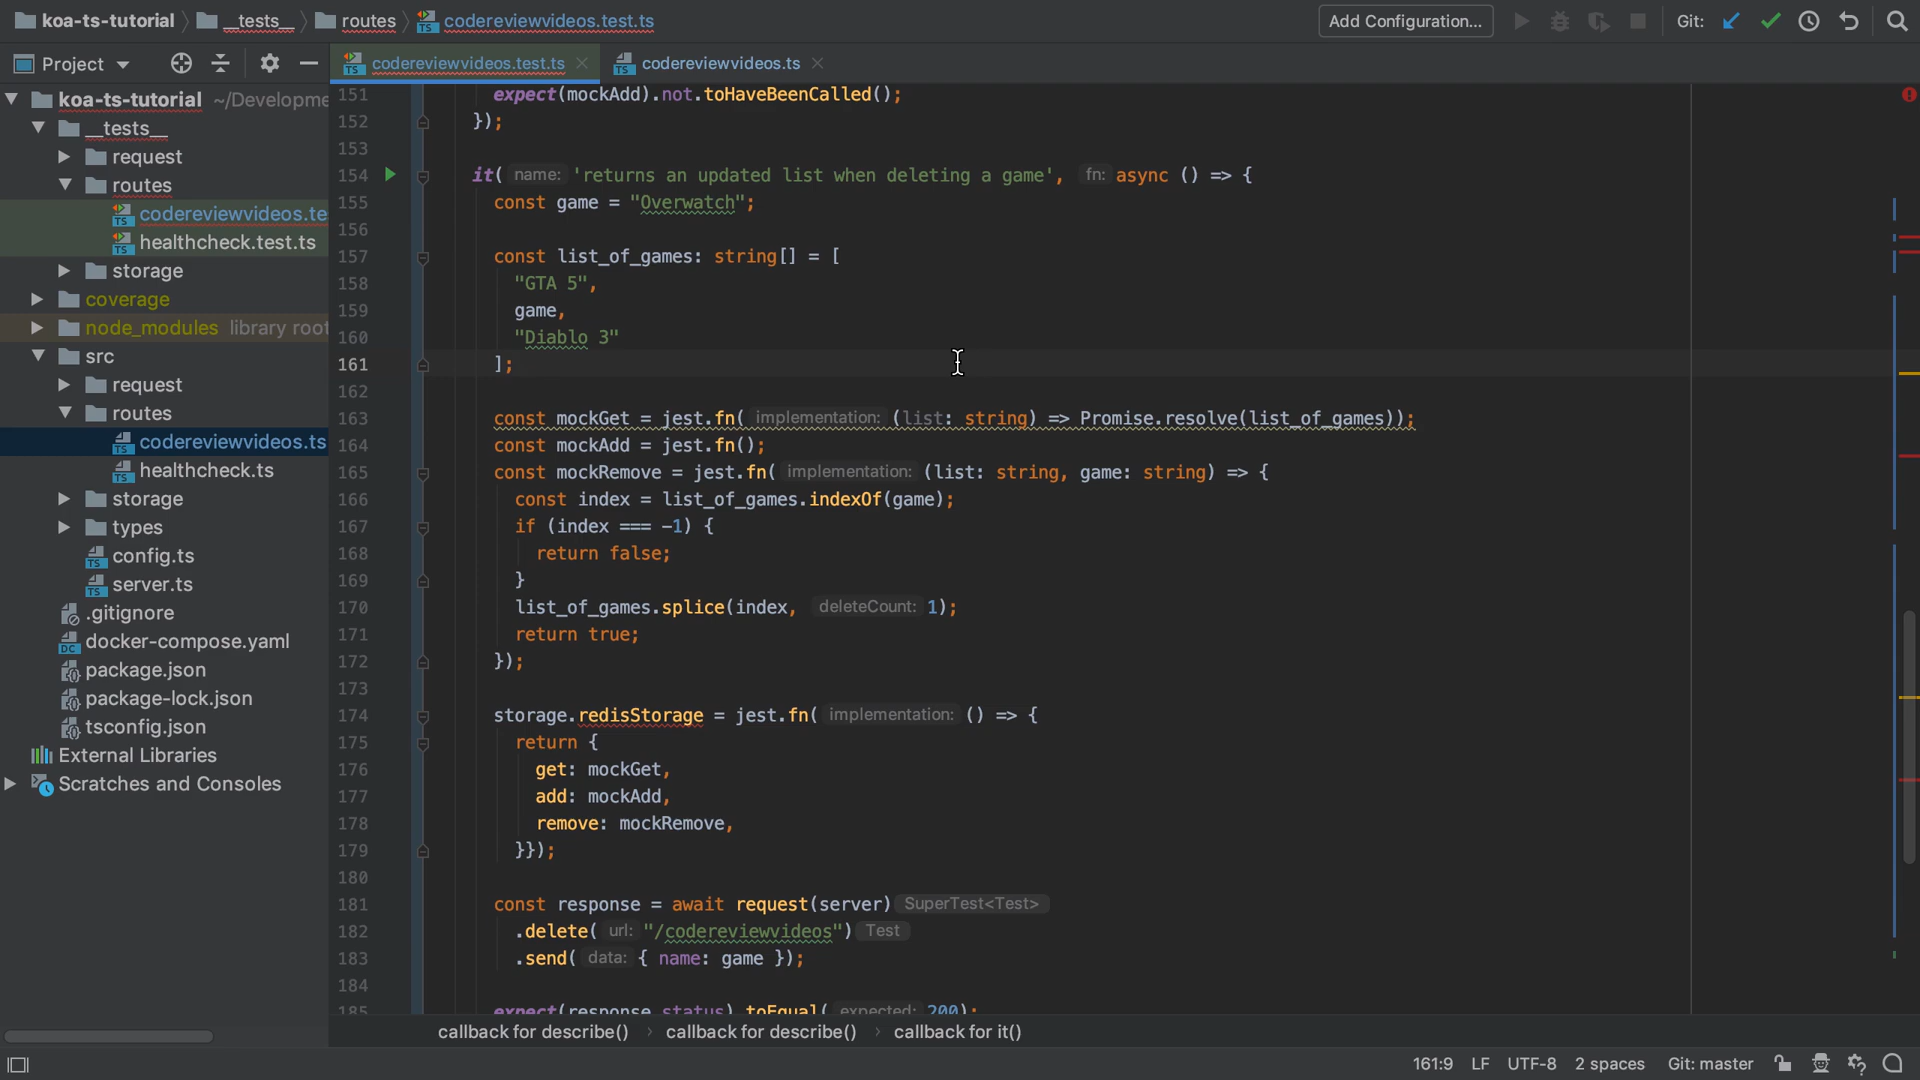 koa-ts-tutorial __tests__ routes codereviewvideos.test.ts Add Configuration... Git:
Project codereviewvideos.test.ts codereviewvideos.ts
koa-ts-tutorial ~/Developme
__tests__
request
routes
codereviewvideos.te
healthcheck.test.ts
storage
coverage
node_modules library root
src
request
routes
codereviewvideos.ts
healthcheck.ts
storage
types
config.ts
server.ts
.gitignore
docker-compose.yaml
package.json
package-lock.json
tsconfig.json
External Libraries
Scratches and Consoles
151 expect(mockAdd).not.toHaveBeenCalled();
152 });
153
154 it( name: 'returns an updated list when deleting a game', fn: async () => {
155 const game = "Overwatch";
156
157 const list_of_games: string[] = [
158 "GTA 5",
159 game,
160 "Diablo 3"
161 ];
162
163 const mockGet = jest.fn( implementation: (list: string) => Promise.resolve(list_of_games));
164 const mockAdd = jest.fn();
165 const mockRemove = jest.fn( implementation: (list: string, game: string) => {
166 const index = list_of_games.indexOf(game);
167 if (index === -1) {
168 return false;
169 }
170 list_of_games.splice(index, deleteCount: 1);
171 return true;
172 });
173
174 storage.redisStorage = jest.fn( implementation: () => {
175 return {
176 get: mockGet,
177 add: mockAdd,
178 remove: mockRemove,
179 }});
180
181 const response = await request(server) SuperTest<Test>
182 .delete( url: "/codereviewvideos") Test
183 .send( data: { name: game });
184
185 expect(response.status).toEqual( expected: 200);
callback for describe() callback for describe() callback for it()
161:9 LF UTF-8 2 spaces Git: master